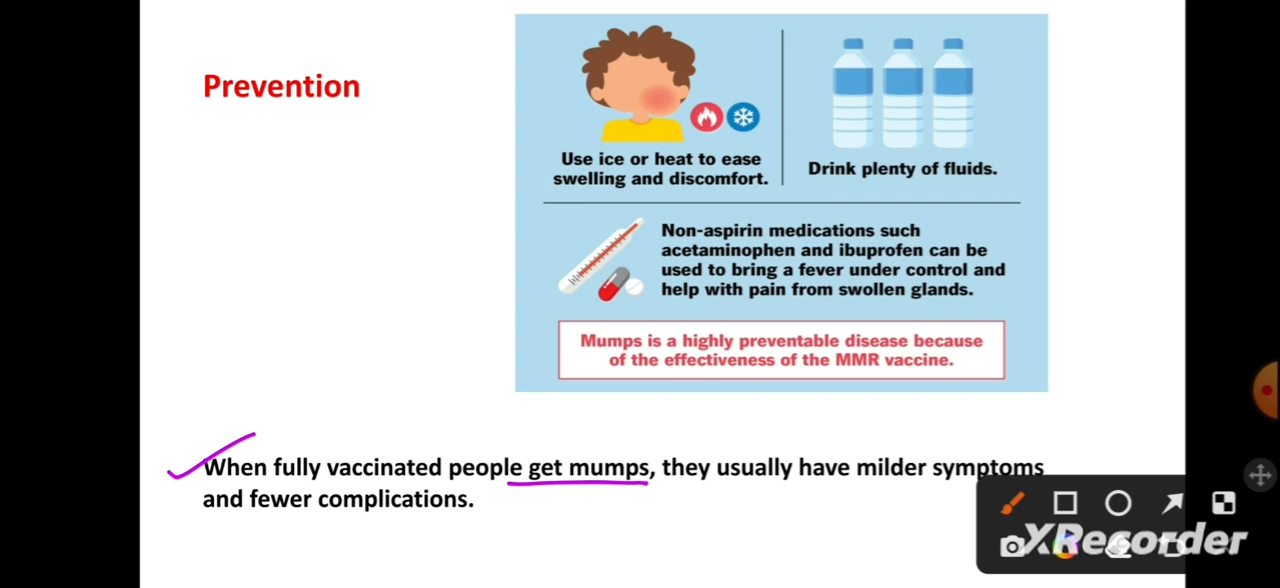 Prevention
Use ice or heat to ease
swelling and discomfort.
Drink plenty of fluids.
Non-aspirin medications such
acetaminophen and ibuprofen can be
used to bring a fever under control and
help with pain from swollen glands.
Mumps is a highly preventable disease because
of the effectiveness of the MMR vaccine.
When fully vaccinated people get mumps, they usually have milder symptoms
and fewer complications.
XRecorder